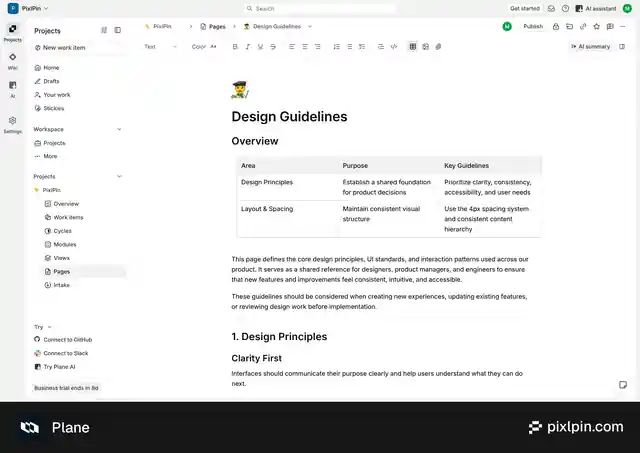 PixlPin
Search
Get started
AI assistant
M
Projects
Wiki
AI
Settings
Projects
New work item
Home
Drafts
Your work
Stickies
Workspace
Projects
More
Projects
PixlPin
Overview
Work items
Cycles
Modules
Views
Pages
Intake
Try
Connect to GitHub
Connect to Slack
Try Plane AI
Business trial ends in 8d
PixlPin > Pages > Design Guidelines
M Publish
Text Color B I U S
AI summary
Design Guidelines
Overview
Area Purpose Key Guidelines
Design Principles Establish a shared foundation for product decisions Prioritize clarity, consistency, accessibility, and user needs
Layout & Spacing Maintain consistent visual structure Use the 4px spacing system and consistent content hierarchy
This page defines the core design principles, UI standards, and interaction patterns used across our
product. It serves as a shared reference for designers, product managers, and engineers to ensure
that new features and improvements feel consistent, intuitive, and accessible.
These guidelines should be considered when creating new experiences, updating existing features,
or reviewing design work before implementation.
1. Design Principles
Clarity First
Interfaces should communicate their purpose clearly and help users understand what they can do
next.
Plane
pixlpin.com